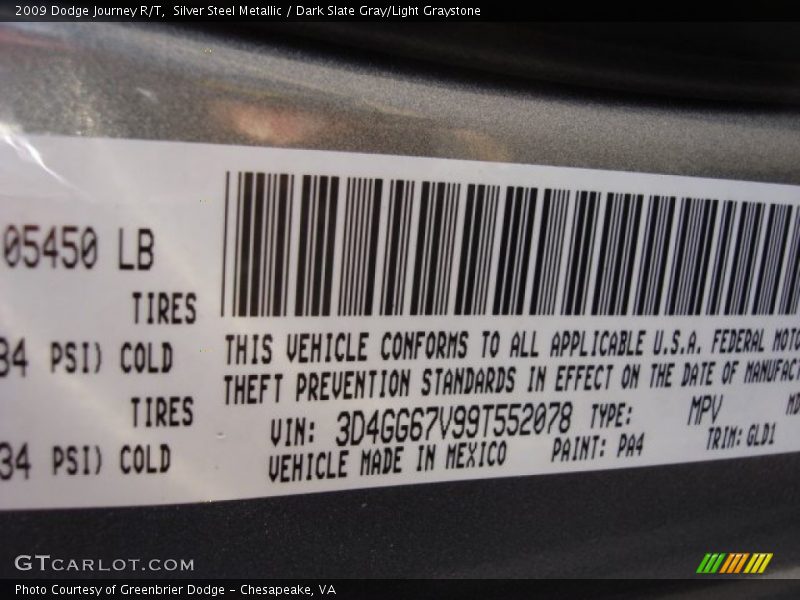 2009 Dodge Journey R/T,  Silver Steel Metallic / Dark Slate Gray/Light Graystone
05450 LB
TIRES
34 PSI) COLD
TIRES
34 PSI) COLD
THIS VEHICLE CONFORMS TO ALL APPLICABLE U.S.A. FEDERAL MOTO
THEFT PREVENTION STANDARDS IN EFFECT ON THE DATE OF MANUFACT
VIN: 3D4GG67V99T552078 TYPE: MPV MD
VEHICLE MADE IN MEXICO PAINT: PA4 TRIM: GLD1
GTCARLOT.COM
Photo Courtesy of Greenbrier Dodge – Chesapeake, VA